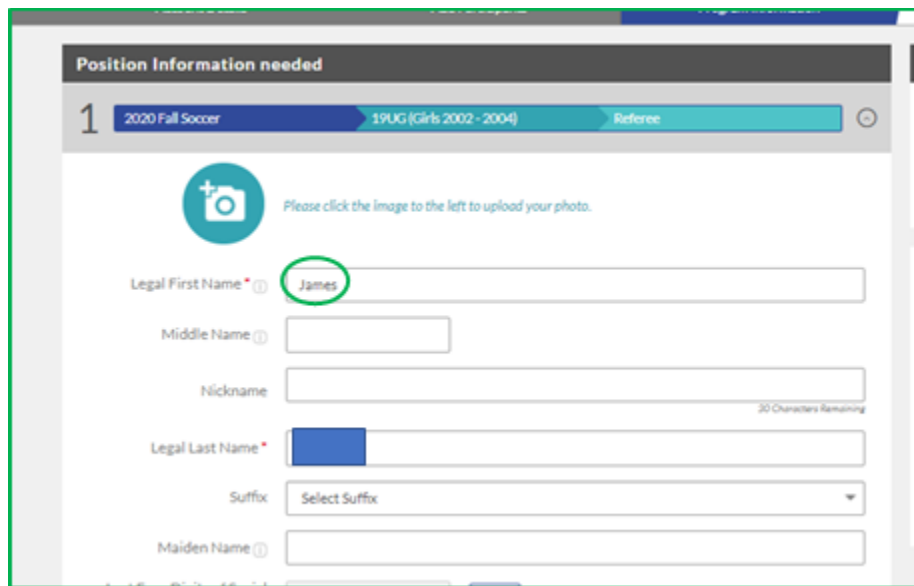 Position Information needed
1 2020 Fall Soccer 19UG (Girls 2002 - 2004) Referee
Please click the image to the left to upload your photo.
Legal First Name * James
Middle Name
Nickname
30 Characters Remaining
Legal Last Name *
Suffix Select Suffix
Maiden Name